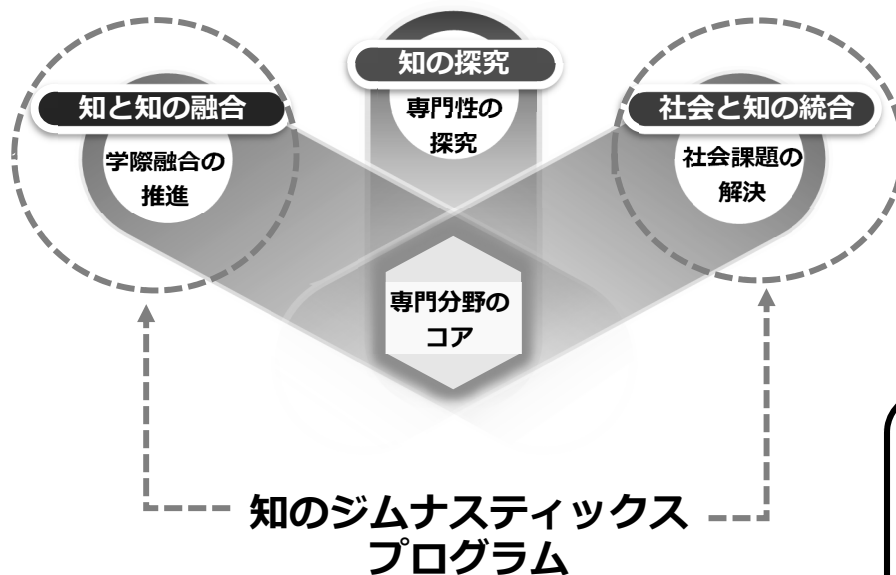 知の探究
専門性の
探究
知と知の融合
学際融合の
推進
社会と知の統合
社会課題の
解決
専門分野の
コア
知のジムナスティックス
プログラム